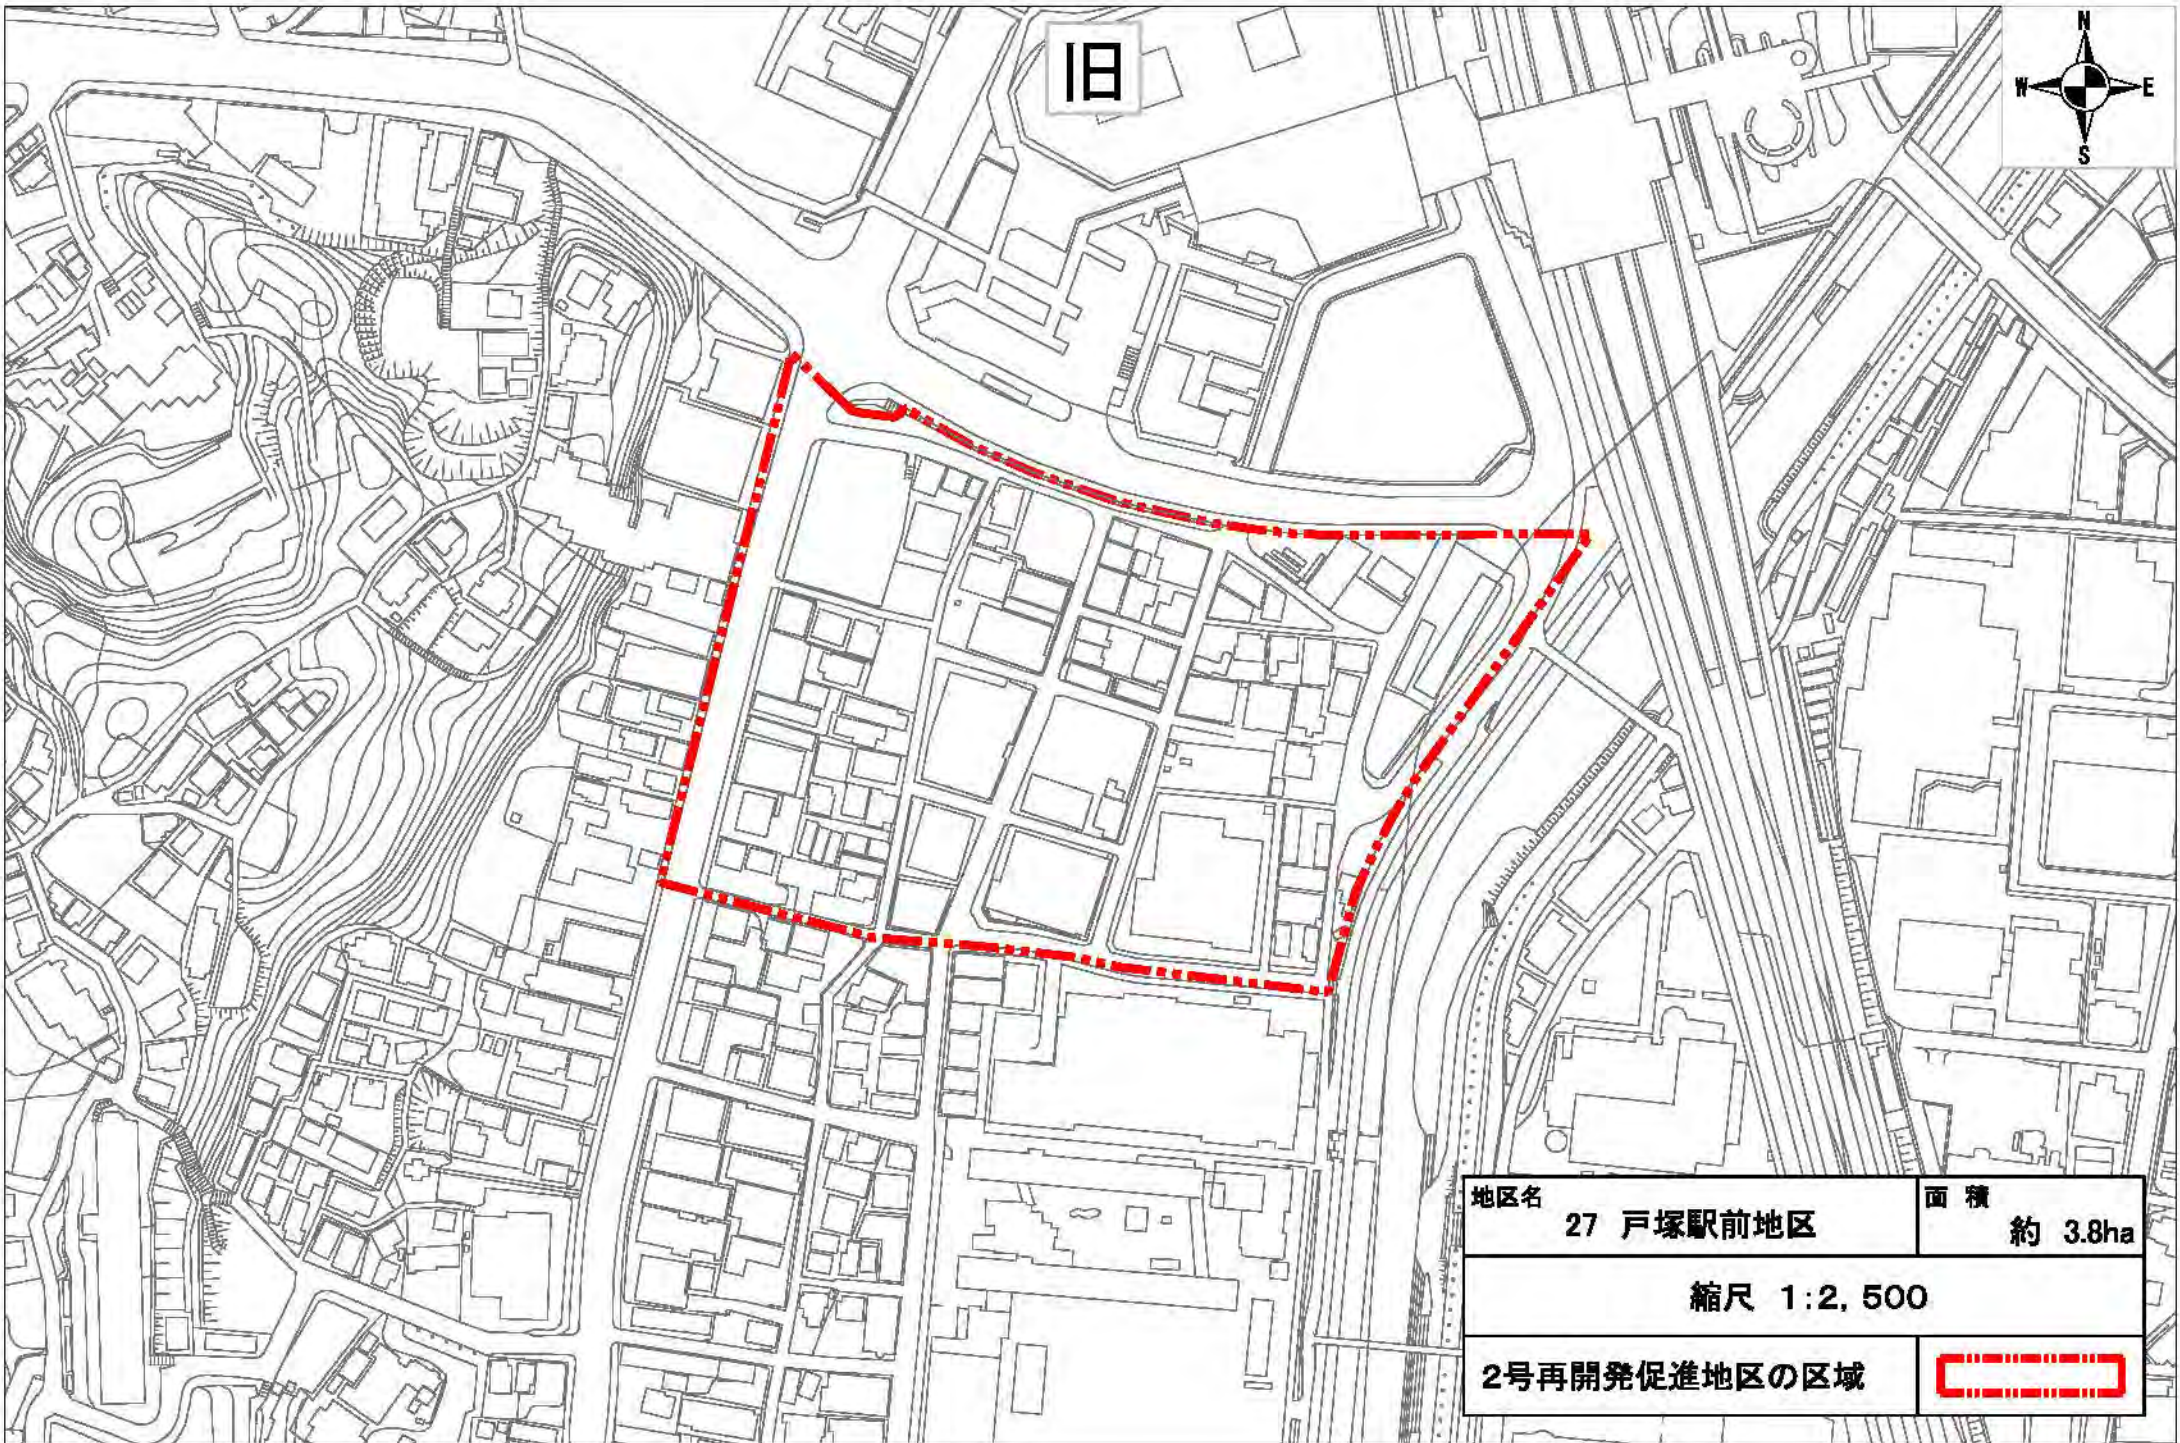 旧
N
W E
S
地区名
27 戸塚駅前地区
面 積
約 3.8ha
縮尺 1:2,500
2号再開発促進地区の区域